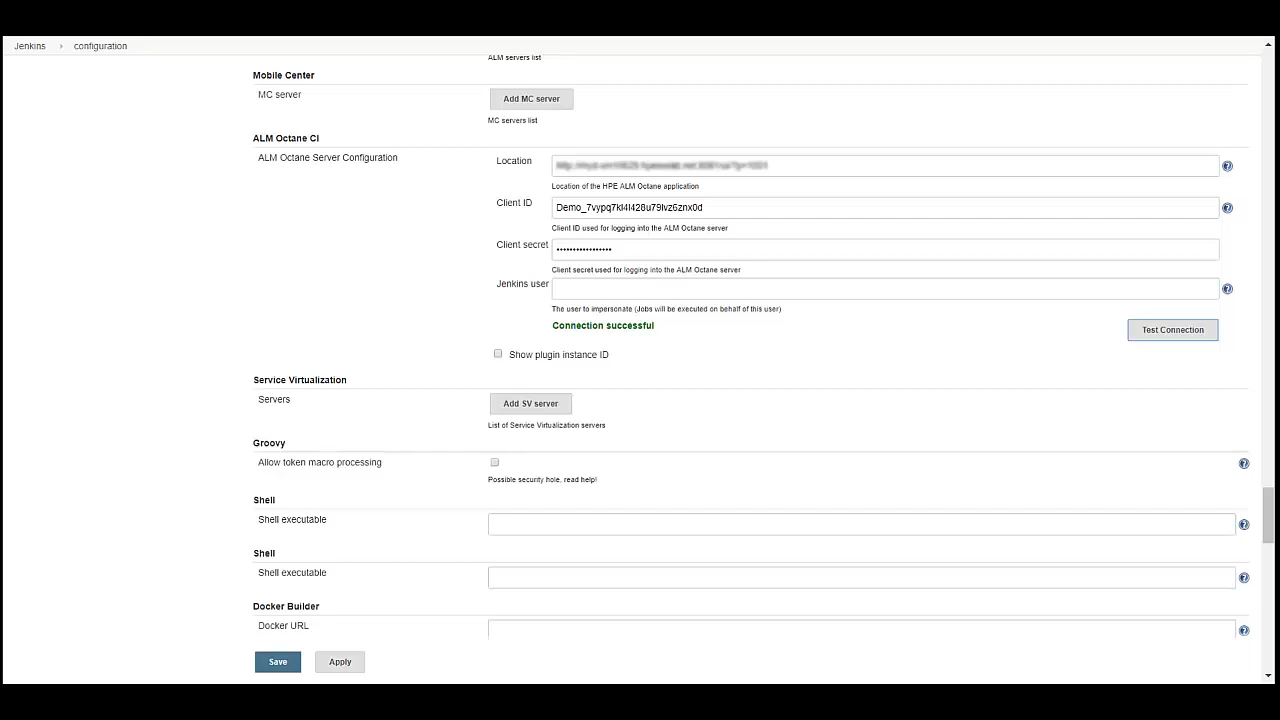 Jenkins › configuration
ALM servers list
Mobile Center
MC server
Add MC server
MC servers list
ALM Octane CI
ALM Octane Server Configuration
Location
Location of the HPE ALM Octane application
Client ID
Demo_7vypq7kl4l428u79lvz6znx0d
Client ID used for logging into the ALM Octane server
Client secret
•••••••••••••••••
Client secret used for logging into the ALM Octane server
Jenkins user
The user to impersonate (Jobs will be executed on behalf of this user)
Connection successful
Test Connection
Show plugin instance ID
Service Virtualization
Servers
Add SV server
List of Service Virtualization servers
Groovy
Allow token macro processing
Possible security hole, read help!
Shell
Shell executable
Shell
Shell executable
Docker Builder
Docker URL
Save
Apply